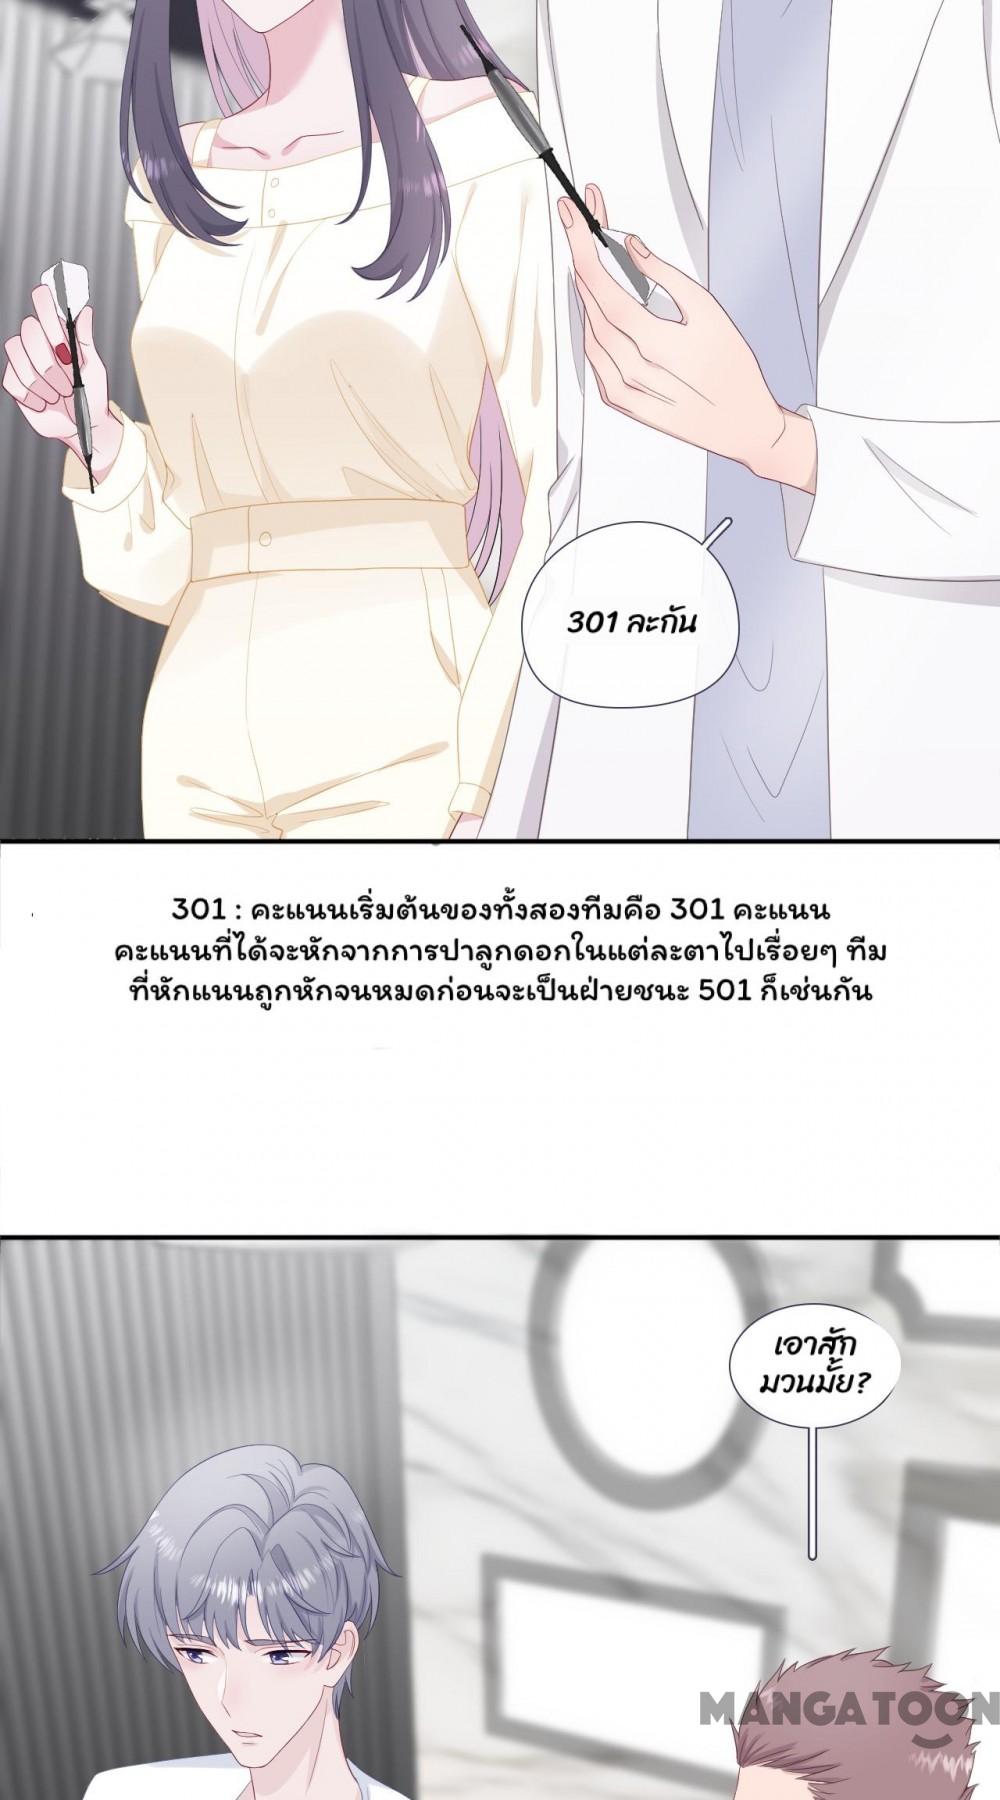 301 ละกัน
301 : คะแนนเริ่มต้นของทั้งสองทีมคือ 301 คะแนน
คะแนนที่ได้จะหักจากการปาลูกดอกในแต่ละตาไปเรื่อยๆ ทีม
ที่หักแนนถูกหักจนหมดก่อนจะเป็นฝ่ายชนะ 501 ก็เช่นกัน
เอาสัก
มวนมั้ย?
MANGATOON